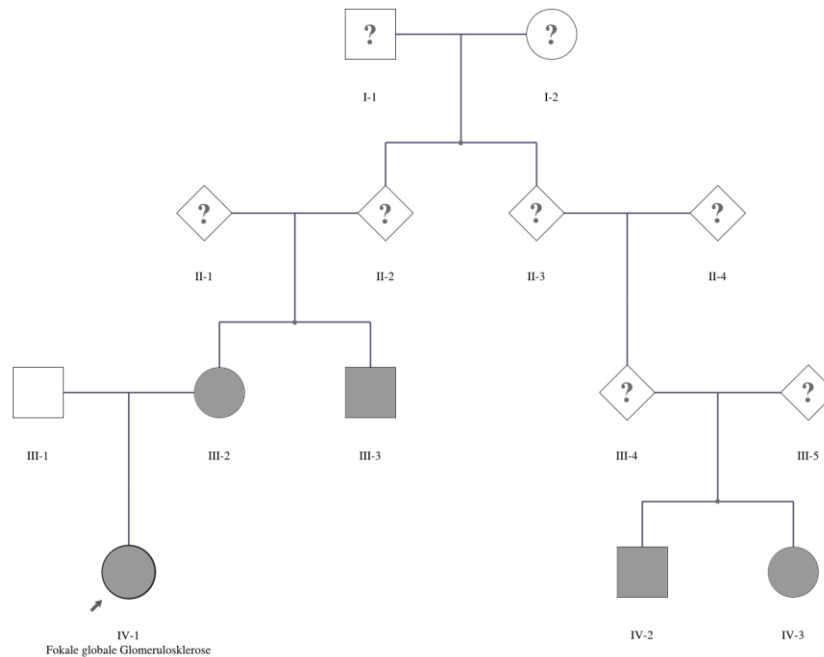 ? ?
I-1 I-2
? ? ? ?
II-1 II-2 II-3 II-4
? ?
III-1 III-2 III-3 III-4 III-5
IV-1 IV-2 IV-3
Fokale globale Glomerulosklerose